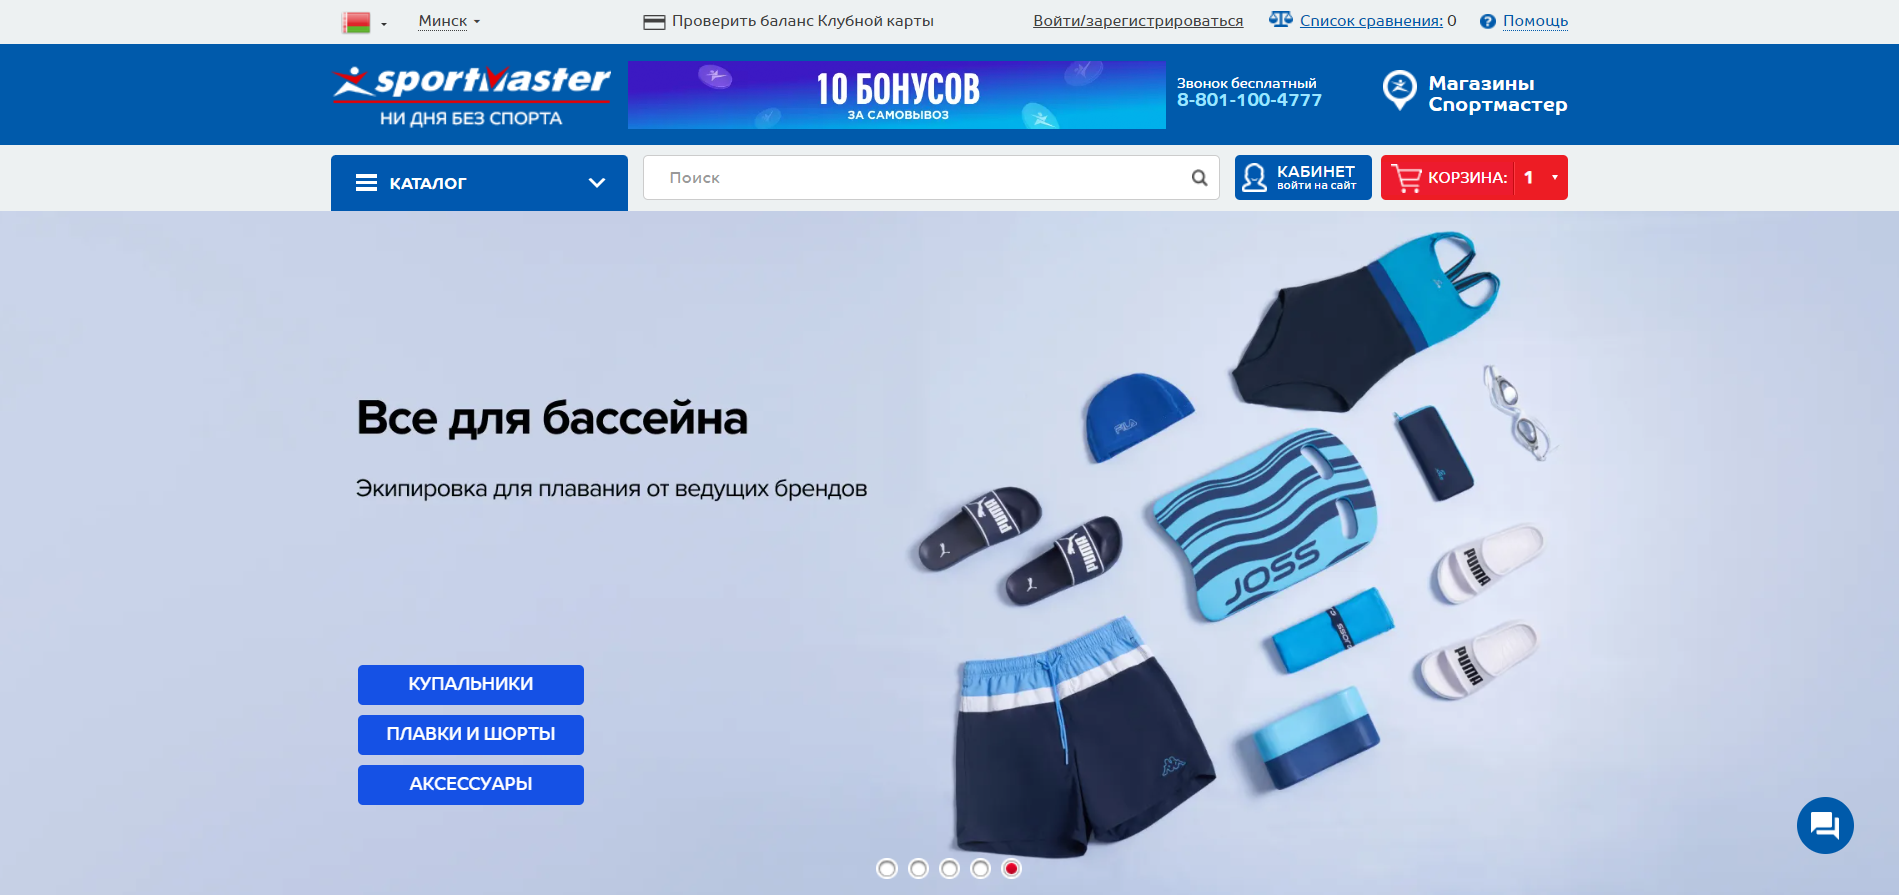 Минск
Проверить баланс Клубной карты
Войти/зарегистрироваться
Список сравнения: 0
Помощь
sportmaster
НИ ДНЯ БЕЗ СПОРТА
10 БОНУСОВ
ЗА САМОВЫВОЗ
Звонок бесплатный
8-801-100-4777
Магазины
Спортмастер
КАТАЛОГ
Поиск
КАБИНЕТ
войти на сайт
КОРЗИНА: 1
Все для бассейна
Экипировка для плавания от ведущих брендов
FILA
PUMA
PUMA
JOSS
JOSS
PUMA
PUMA
КУПАЛЬНИКИ
ПЛАВКИ И ШОРТЫ
АКСЕССУАРЫ